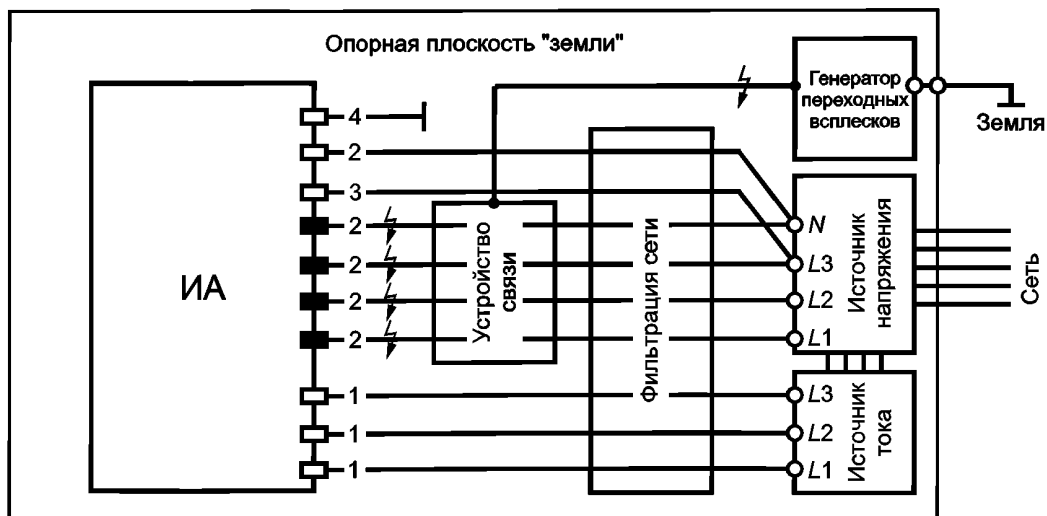 Опорная плоскость "земли"
Генератор
переходных
всплесков
Земля
ИА
4
2
3
2
2
2
2
1
1
1
Устройство
связи
Фильтрация сети
N
L3
L2
L1
Источник
напряжения
Сеть
L3
L2
L1
Источник
тока